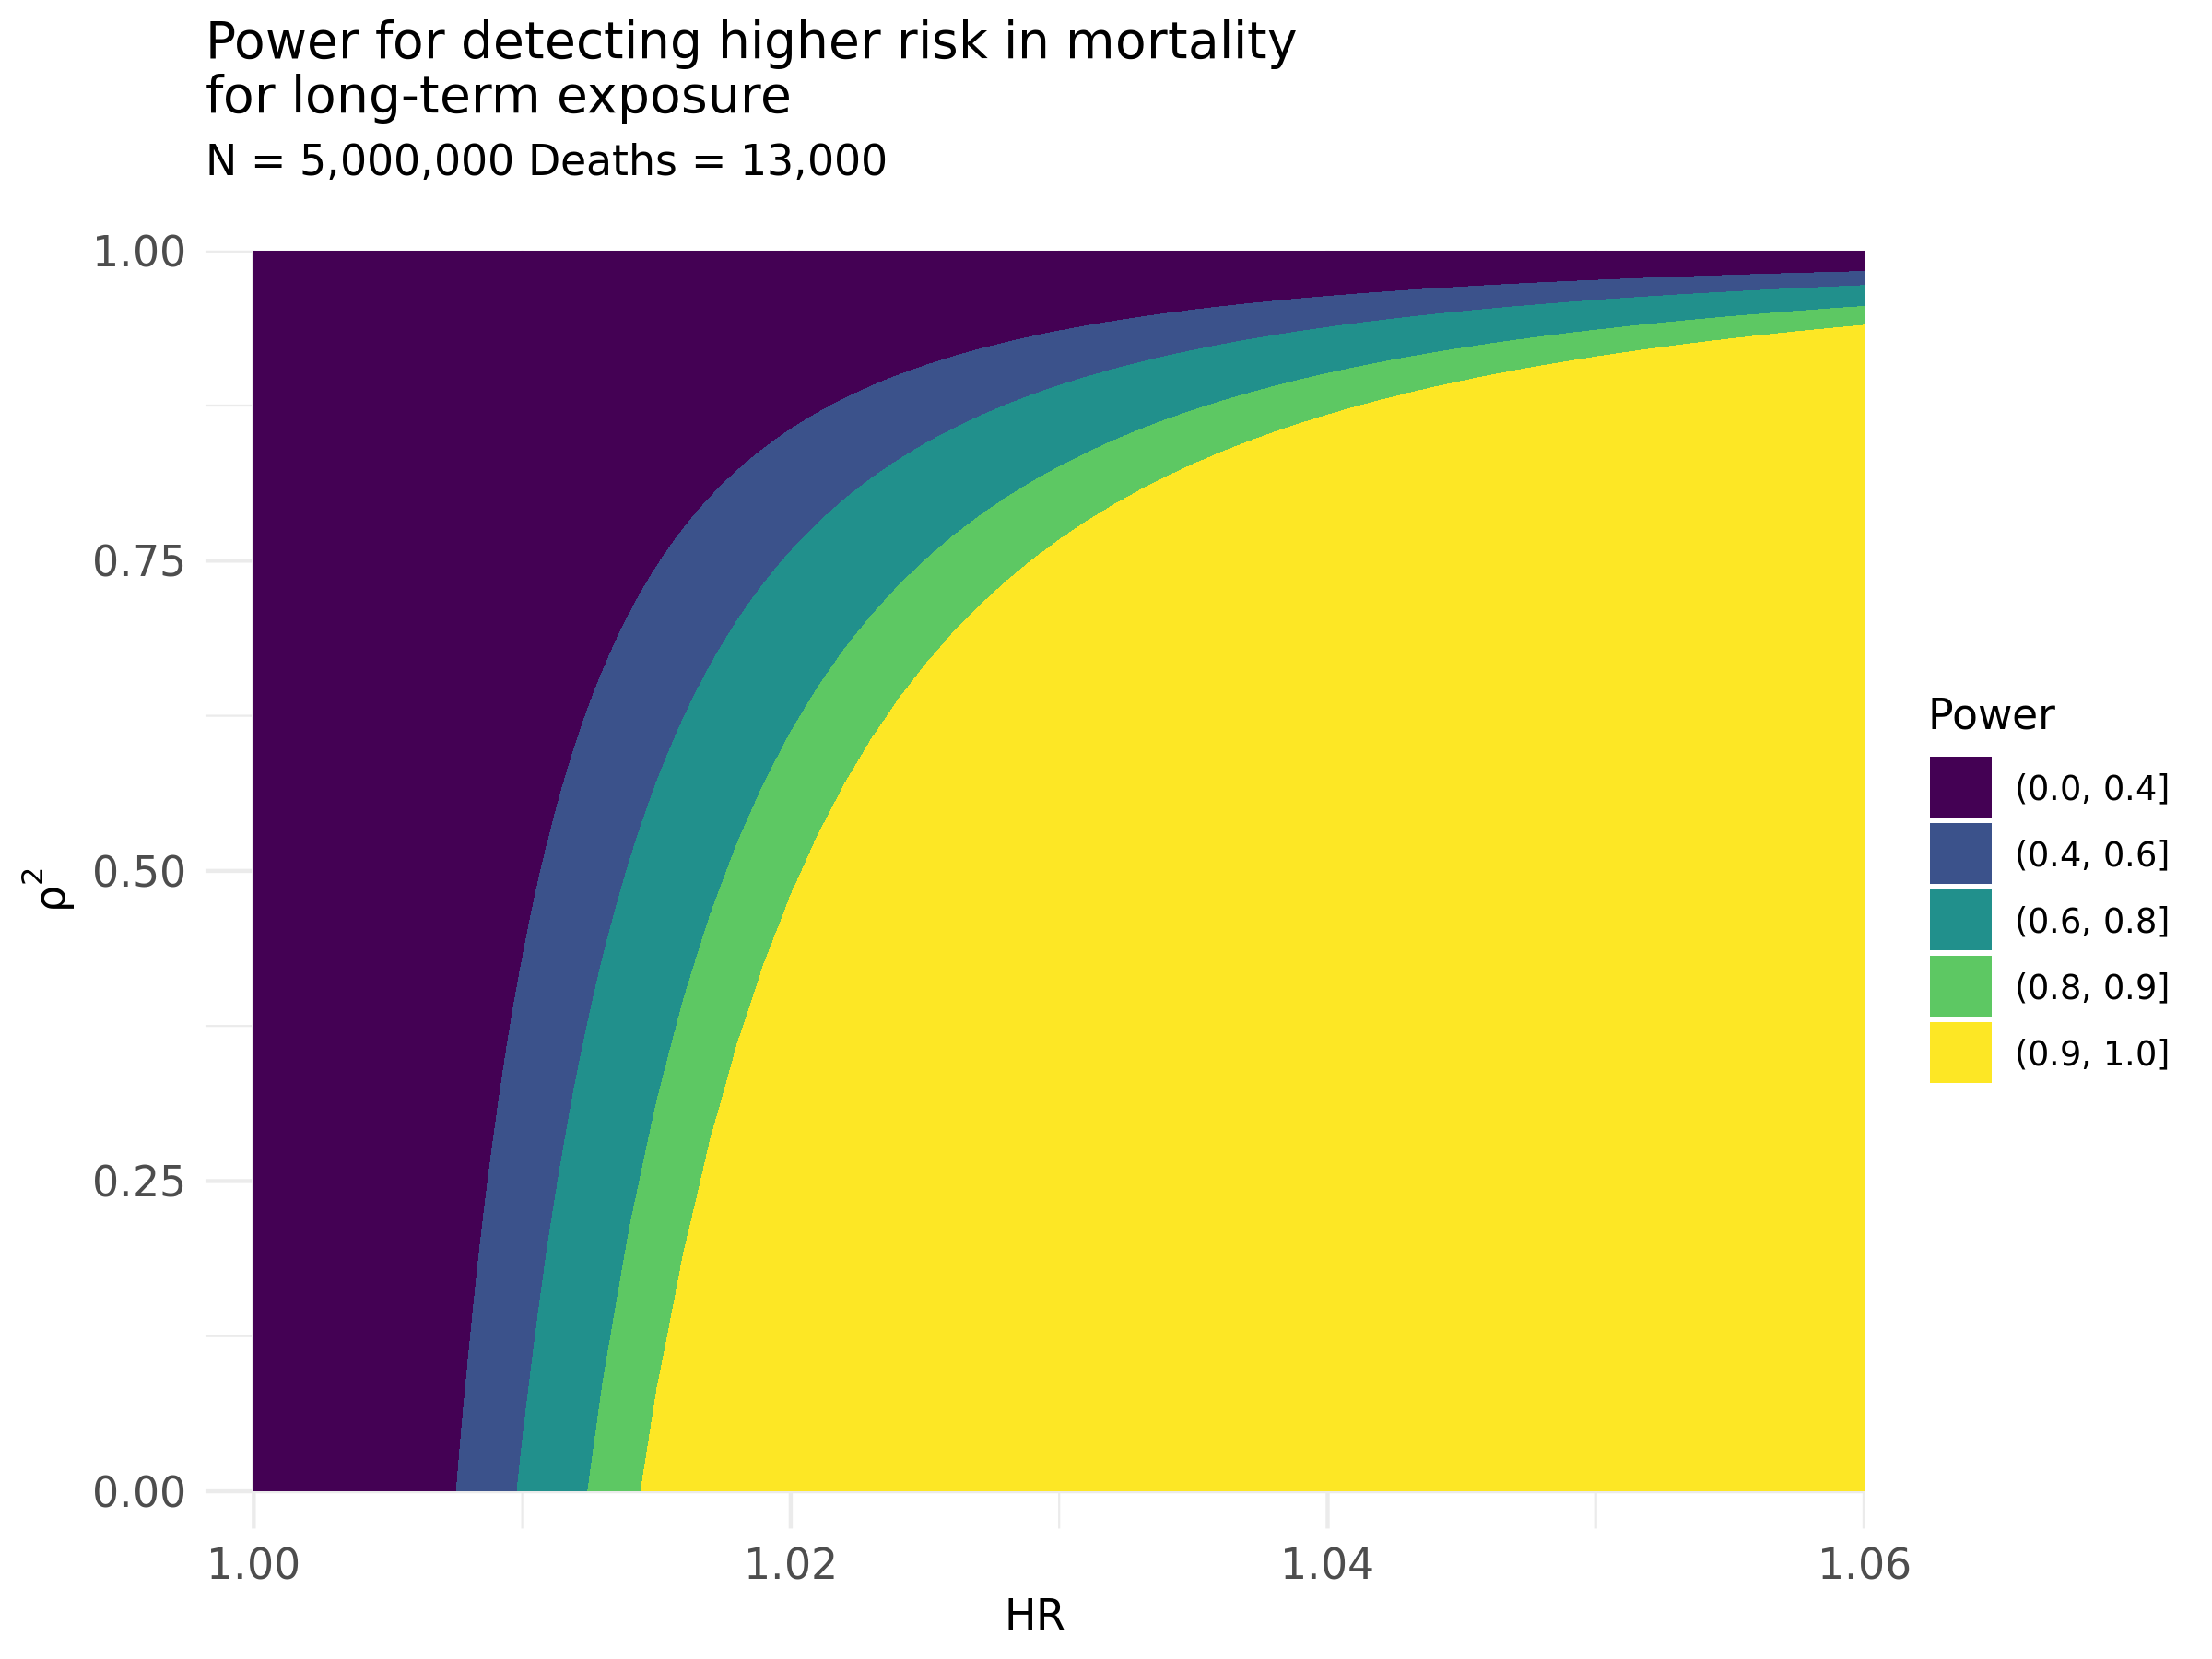 Power for detecting higher risk in mortality
for long-term exposure
N = 5,000,000 Deaths = 13,000
1.00
0.75
0.50
0.25
0.00
ρ²
1.00 1.02 1.04 1.06
HR
Power
(0.0, 0.4]
(0.4, 0.6]
(0.6, 0.8]
(0.8, 0.9]
(0.9, 1.0]